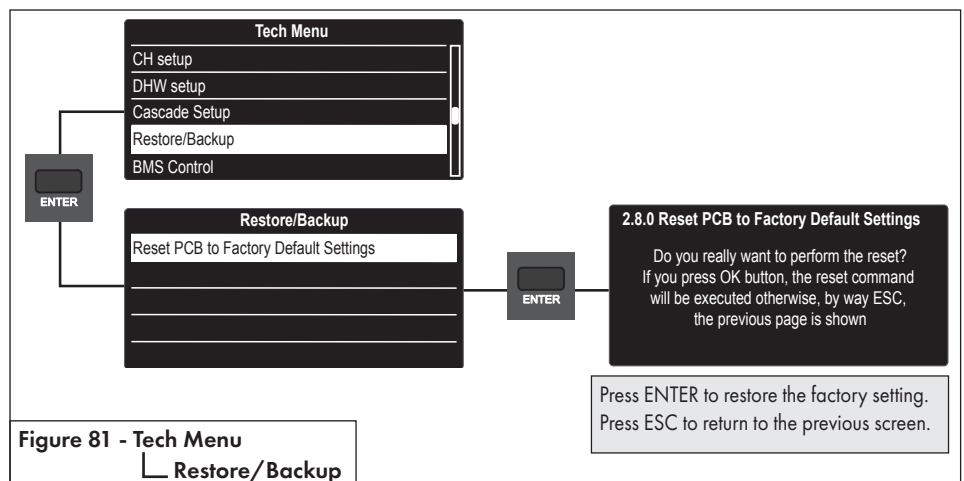 Tech Menu
CH setup
DHW setup
Cascade Setup
Restore/Backup
BMS Control
ENTER
Restore/Backup
Reset PCB to Factory Default Settings
ENTER
2.8.0 Reset PCB to Factory Default Settings
Do you really want to perform the reset?
If you press OK button, the reset command
will be executed otherwise, by way ESC,
the previous page is shown
Press ENTER to restore the factory setting.
Press ESC to return to the previous screen.
Figure 81 - Tech Menu
Restore/Backup